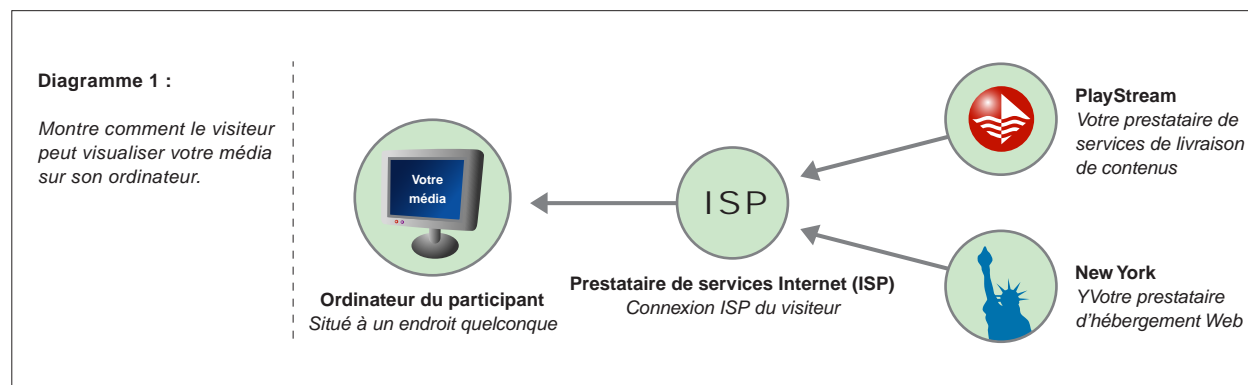 Diagramme 1 :
Montre comment le visiteur
peut visualiser votre média
sur son ordinateur.
Votre
média
Ordinateur du participant
Situé à un endroit quelconque
ISP
Prestataire de services Internet (ISP)
Connexion ISP du visiteur
PlayStream
Votre prestataire de
services de livraison
de contenus
New York
YVotre prestataire
d’hébergement Web